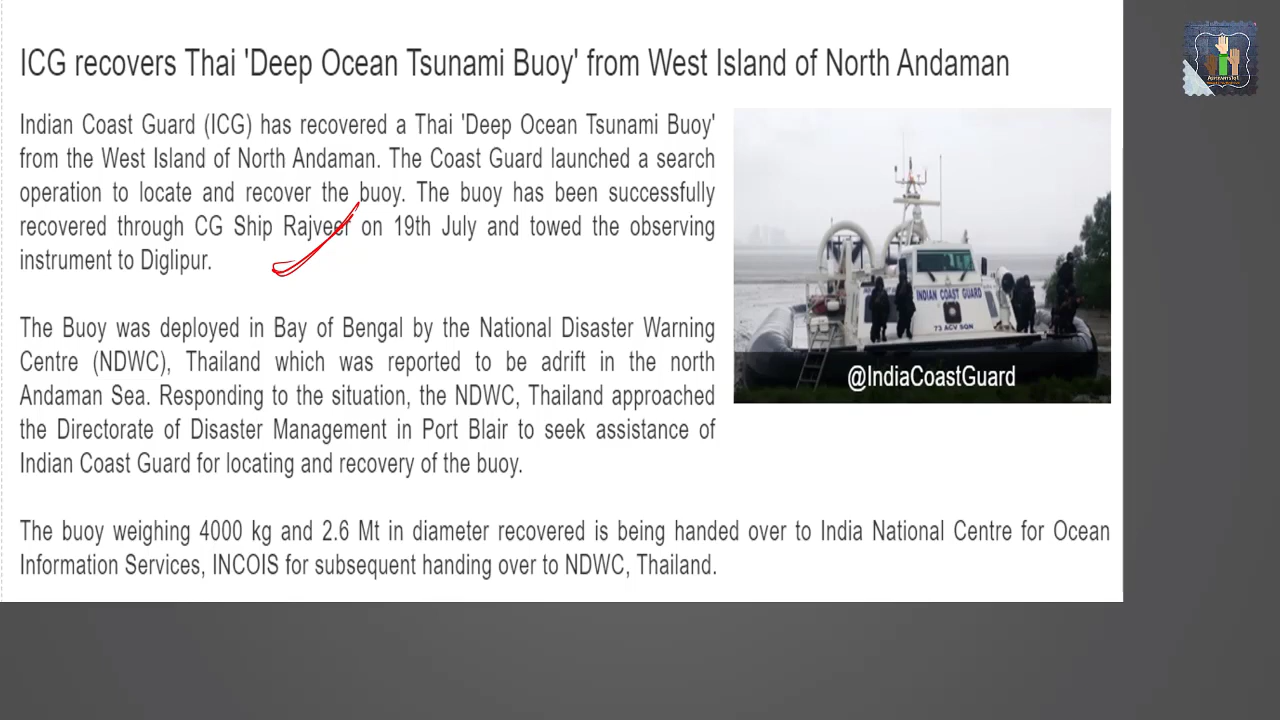 ICG recovers Thai 'Deep Ocean Tsunami Buoy' from West Island of North Andaman
Indian Coast Guard (ICG) has recovered a Thai 'Deep Ocean Tsunami Buoy'
from the West Island of North Andaman. The Coast Guard launched a search
operation to locate and recover the buoy. The buoy has been successfully
recovered through CG Ship Rajveer on 19th July and towed the observing
instrument to Diglipur.
The Buoy was deployed in Bay of Bengal by the National Disaster Warning
Centre (NDWC), Thailand which was reported to be adrift in the north
Andaman Sea. Responding to the situation, the NDWC, Thailand approached
the Directorate of Disaster Management in Port Blair to seek assistance of
Indian Coast Guard for locating and recovery of the buoy.
The buoy weighing 4000 kg and 2.6 Mt in diameter recovered is being handed over to India National Centre for Ocean
Information Services, INCOIS for subsequent handing over to NDWC, Thailand.
INDIAN COAST GUARD
73 ACV SQN
@IndiaCoastGuard